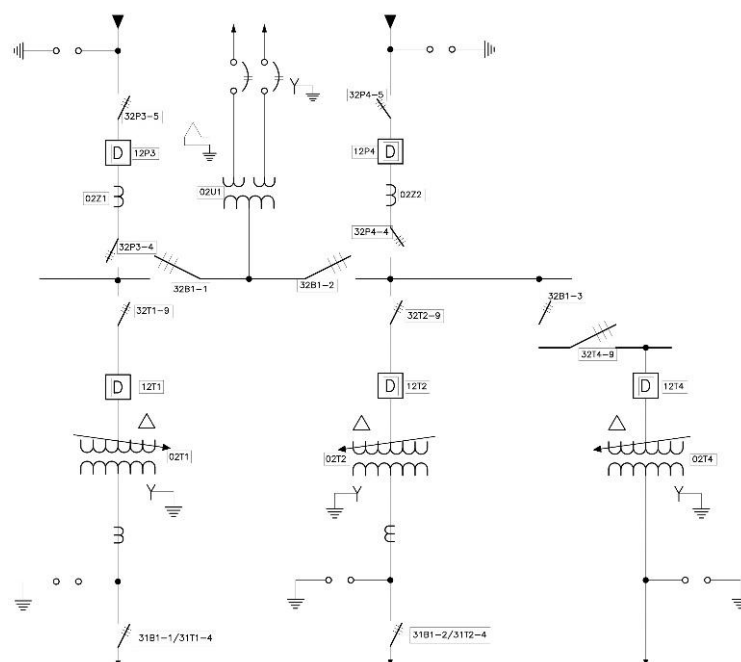 32P3-5
32P4-5
D 12P3
12P4 D
02Z1
02U1
02Z2
32P3-4
32P4-4
32B1-1
32B1-2
32B1-3
32T1-9
32T2-9
32T4-9
D 12T1
D 12T2
D 12T4
02T1
02T2
02T4
31B1-1/31T1-4
31B1-2/31T2-4